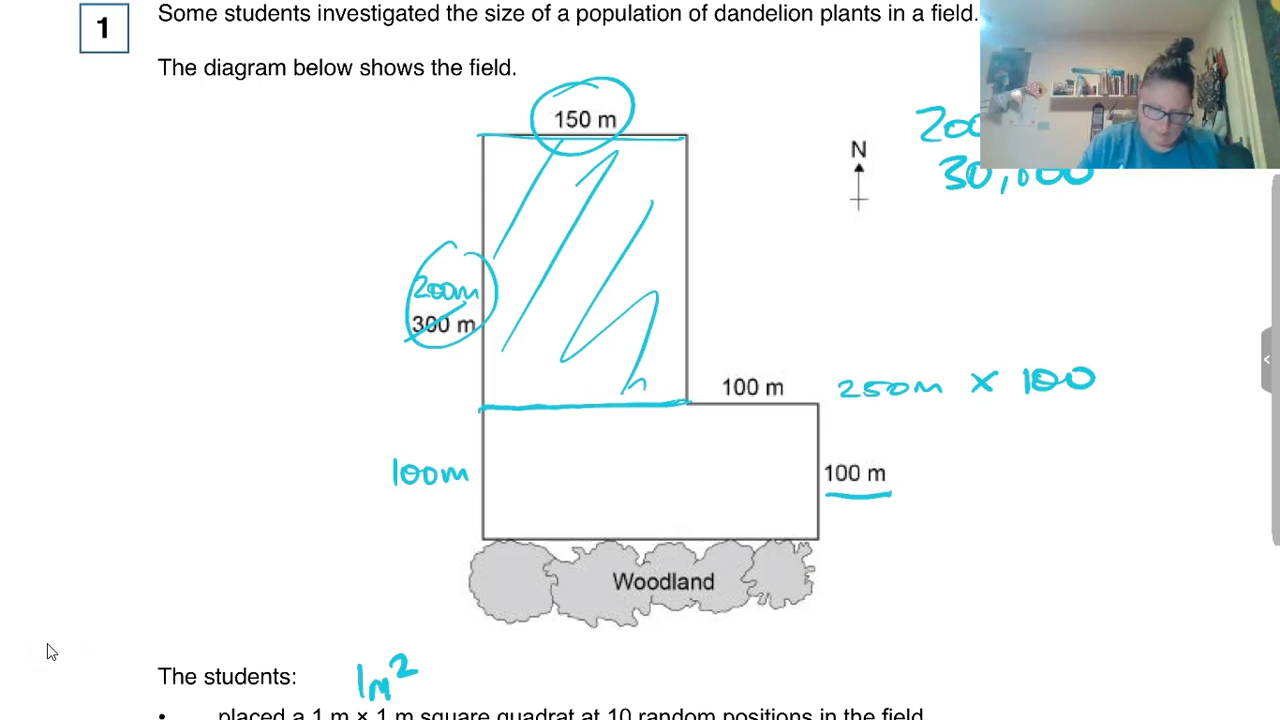 1
Some students investigated the size of a population of dandelion plants in a field.
The diagram below shows the field.
150 m
200
30,000
N
200m
300 m
100 m
250m × 100
100m
100 m
Woodland
The students:
1m²
• placed a 1 m × 1 m square quadrat at 10 random positions in the field